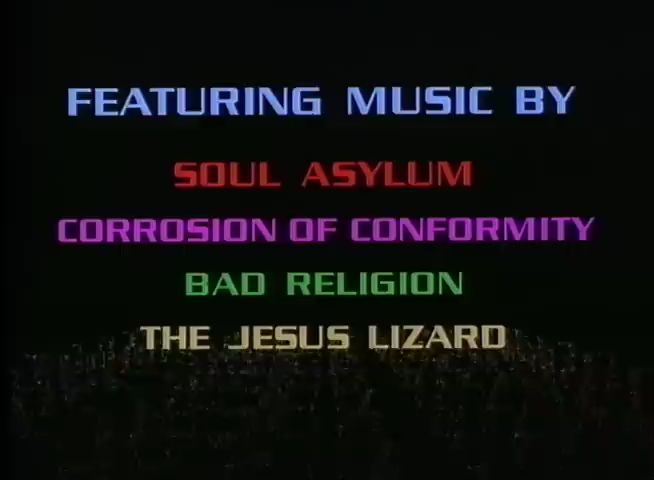 FEATURING MUSIC BY
SOUL ASYLUM
CORROSION OF CONFORMITY
BAD RELIGION
THE JESUS LIZARD